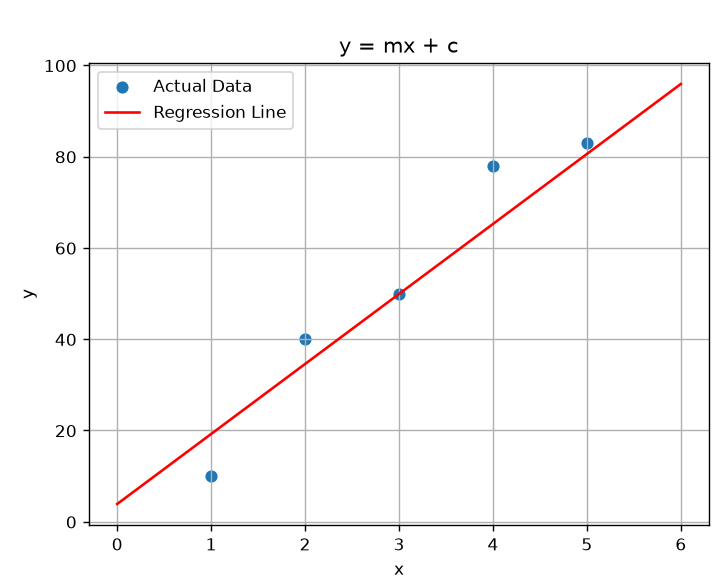 y = mx + c
100
Actual Data
Regression Line
80
60
y
40
20
0
0 1 2 3 4 5 6
x